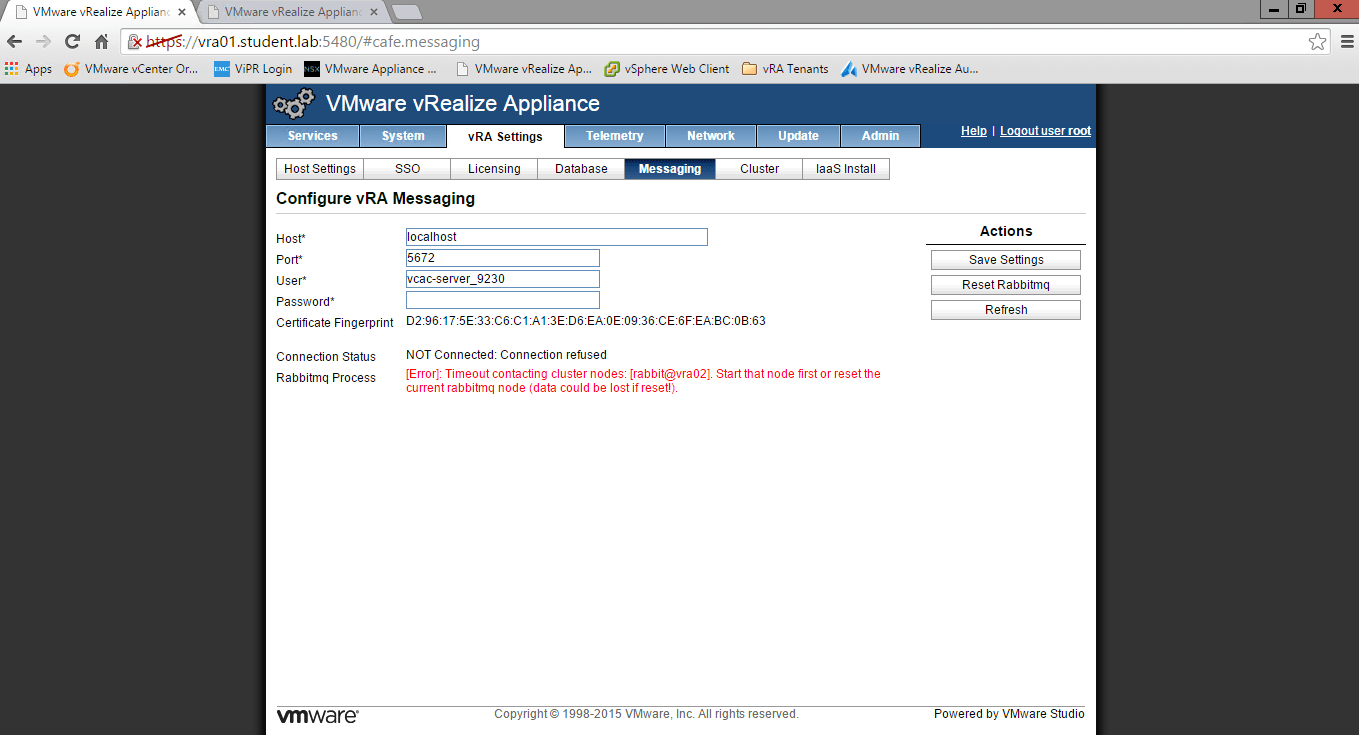 VMware vRealize Applianc
VMware vRealize Applianc
https://vra01.student.lab:5480/#cafe.messaging
Apps VMware vCenter Or... EMC ViPR Login NSX VMware Appliance ... VMware vRealize Ap... vSphere Web Client vRA Tenants VMware vRealize Au...
VMware vRealize Appliance
Services System vRA Settings Telemetry Network Update Admin Help | Logout user root
Host Settings SSO Licensing Database Messaging Cluster IaaS Install
Configure vRA Messaging
Actions
Host* localhost
Port* 5672
User* vcac-server_9230
Password*
Certificate Fingerprint D2:96:17:5E:33:C6:C1:A1:3E:D6:EA:0E:09:36:CE:6F:EA:BC:0B:63
Save Settings
Reset Rabbitmq
Refresh
Connection Status NOT Connected: Connection refused
Rabbitmq Process [Error]: Timeout contacting cluster nodes: [rabbit@vra02]. Start that node first or reset the
current rabbitmq node (data could be lost if reset!).
vmware® Copyright © 1998-2015 VMware, Inc. All rights reserved. Powered by VMware Studio